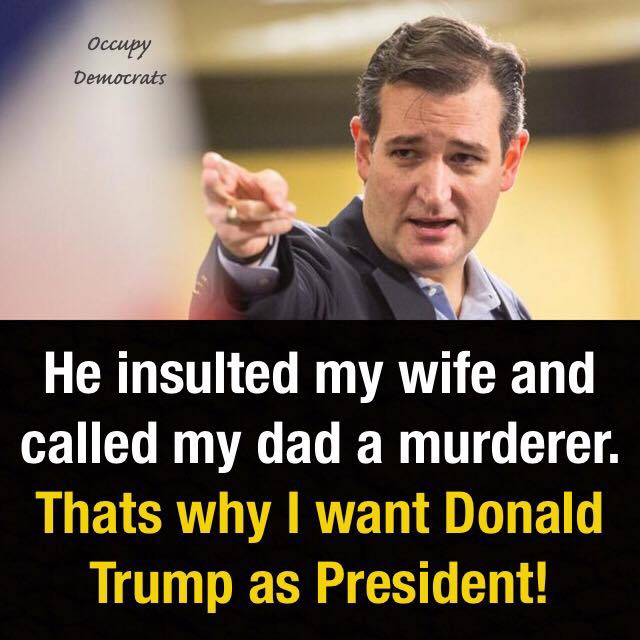 Occupy
Democrats
He insulted my wife and
called my dad a murderer.
Thats why I want Donald
Trump as President!